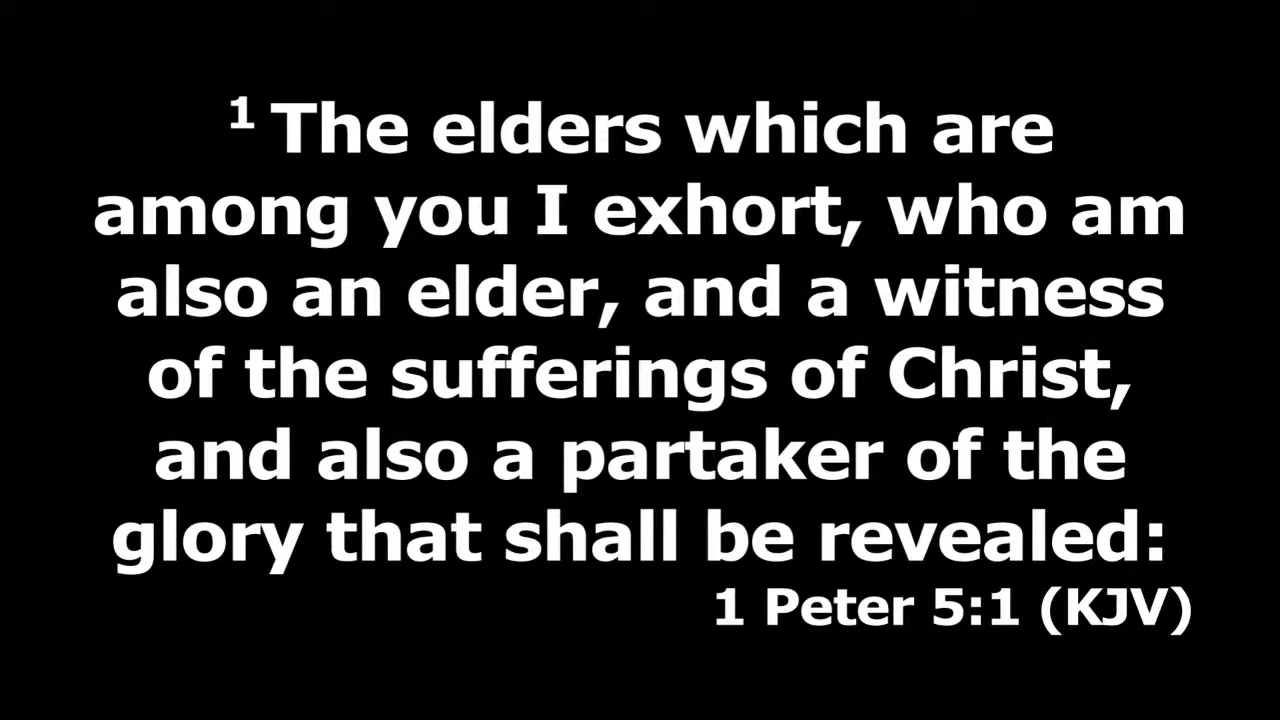 ¹ The elders which are
among you I exhort, who am
also an elder, and a witness
of the sufferings of Christ,
and also a partaker of the
glory that shall be revealed:
1 Peter 5:1 (KJV)